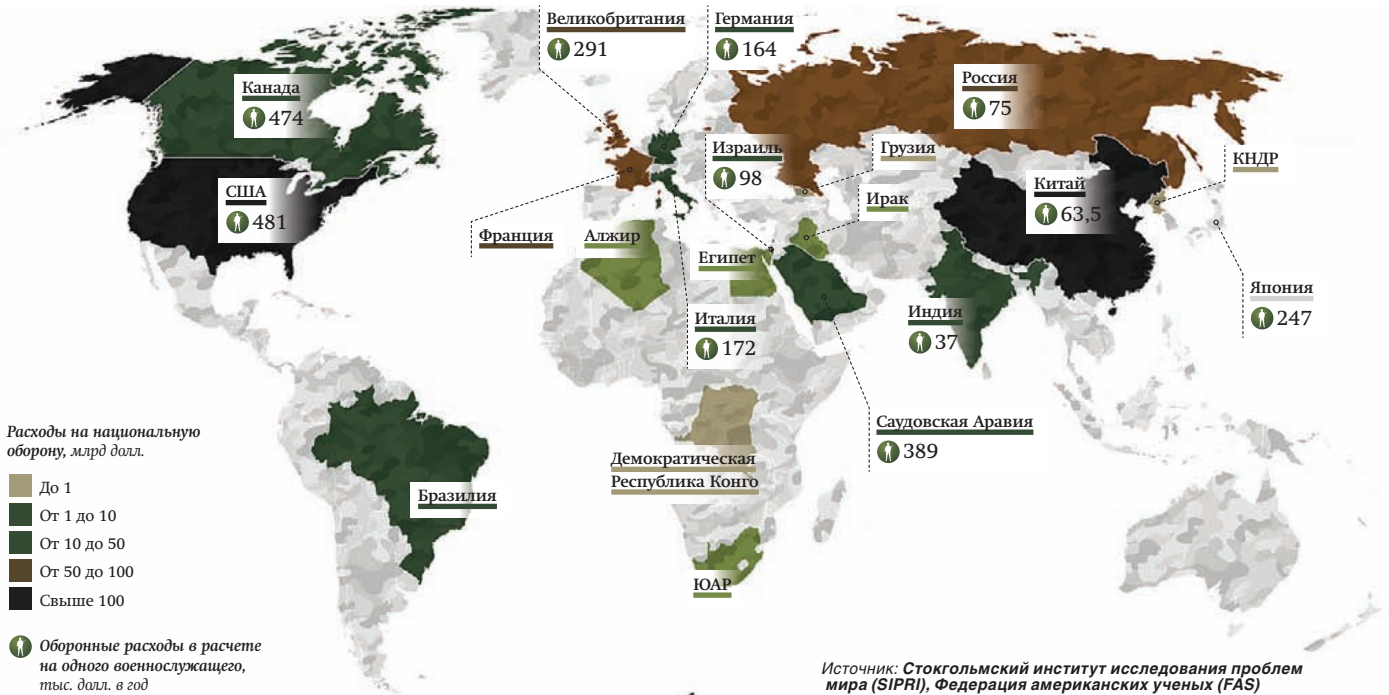 Великобритания
291
Германия
164
Канада
474
Россия
75
США
481
Израиль
98
Грузия
КНДР
Ирак
Китай
63,5
Франция
Алжир
Египет
Япония
247
Италия
172
Индия
37
Саудовская Аравия
389
Демократическая
Республика Конго
Бразилия
ЮАР
Расходы на национальную
оборону, млрд долл.
До 1
От 1 до 10
От 10 до 50
От 50 до 100
Свыше 100
Оборонные расходы в расчете
на одного военнослужащего,
тыс. долл. в год
Источник: Стокгольмский институт исследования проблем
мира (SIPRI), Федерация американских ученых (FAS)